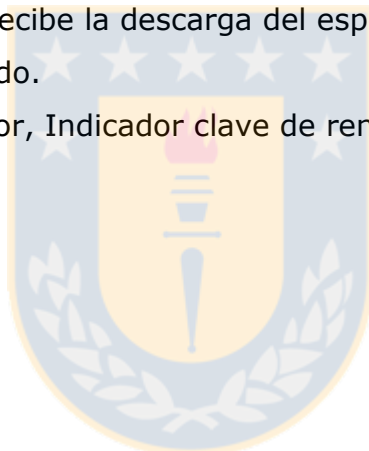 ecibe la descarga del esp
do.
or, Indicador clave de ren